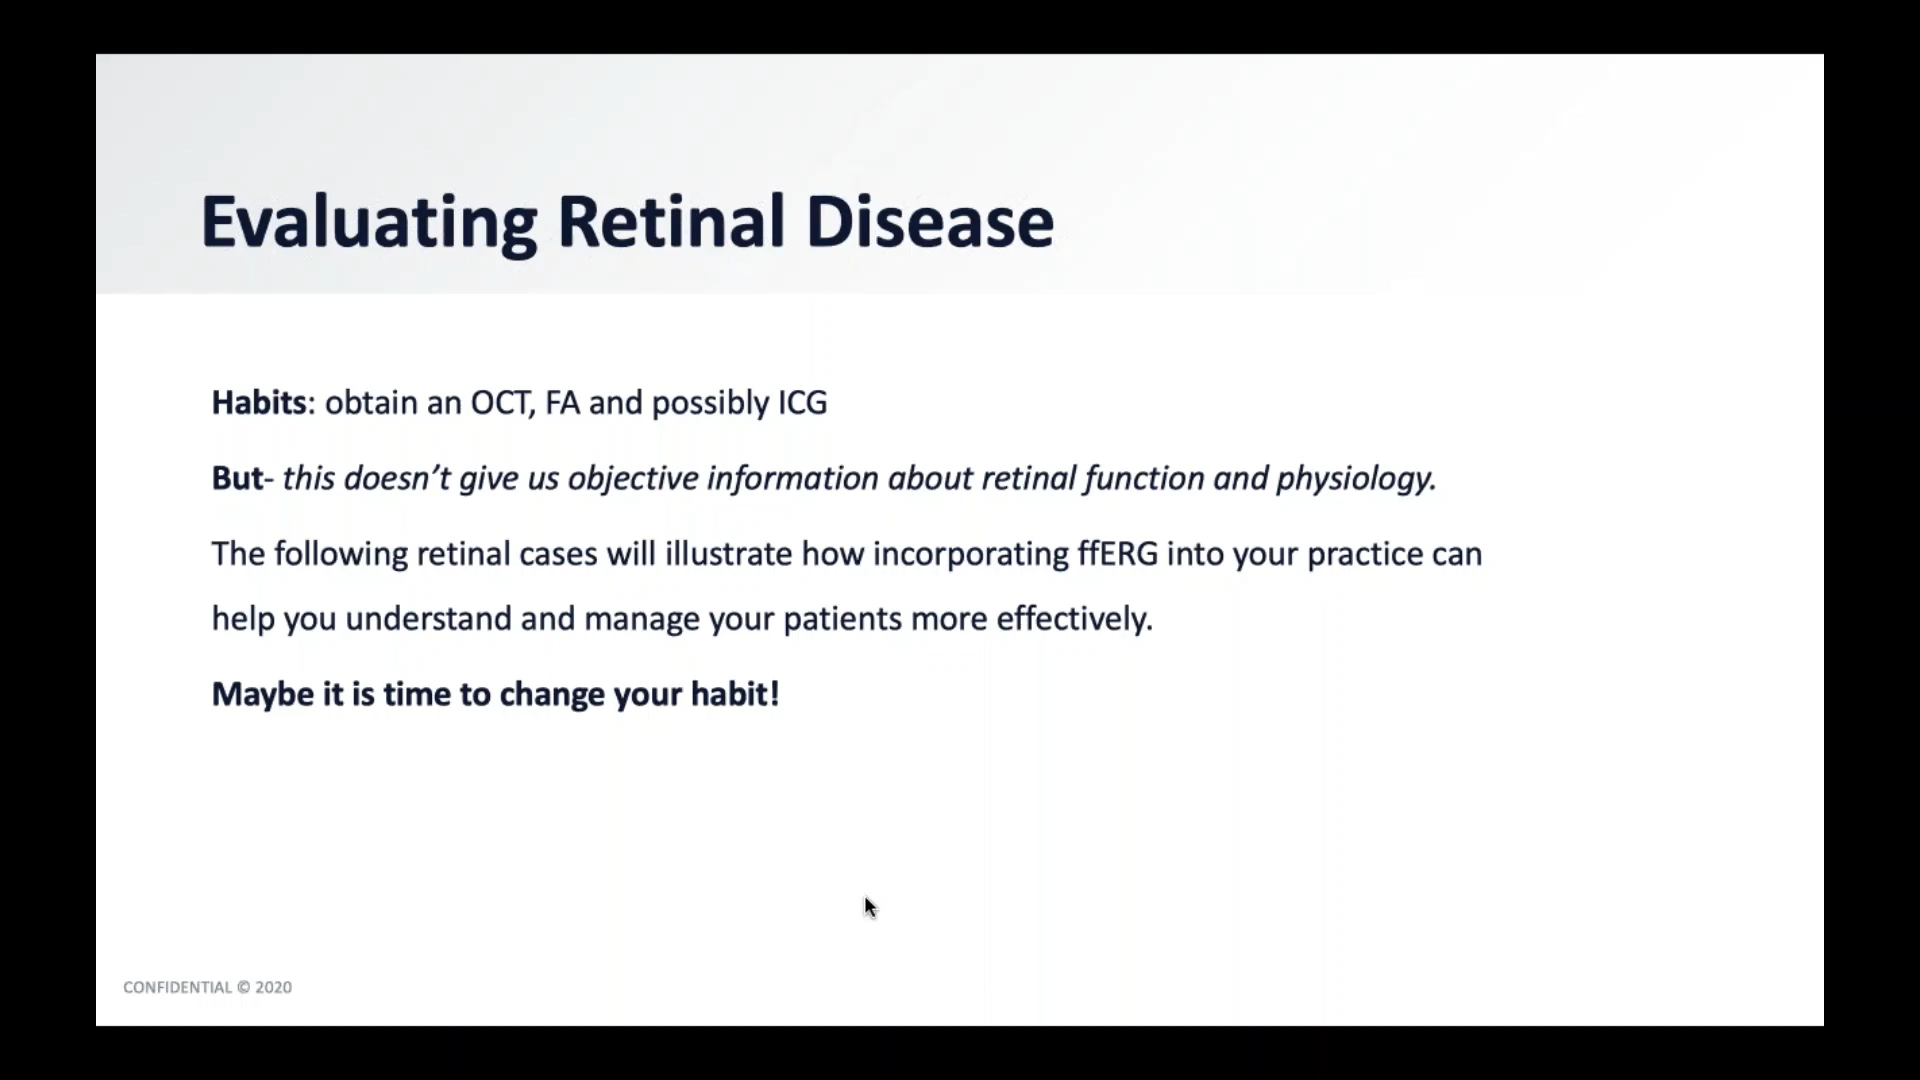 Evaluating Retinal Disease
Habits: obtain an OCT, FA and possibly ICG
But- this doesn’t give us objective information about retinal function and physiology.
The following retinal cases will illustrate how incorporating ffERG into your practice can
help you understand and manage your patients more effectively.
Maybe it is time to change your habit!
CONFIDENTIAL © 2020